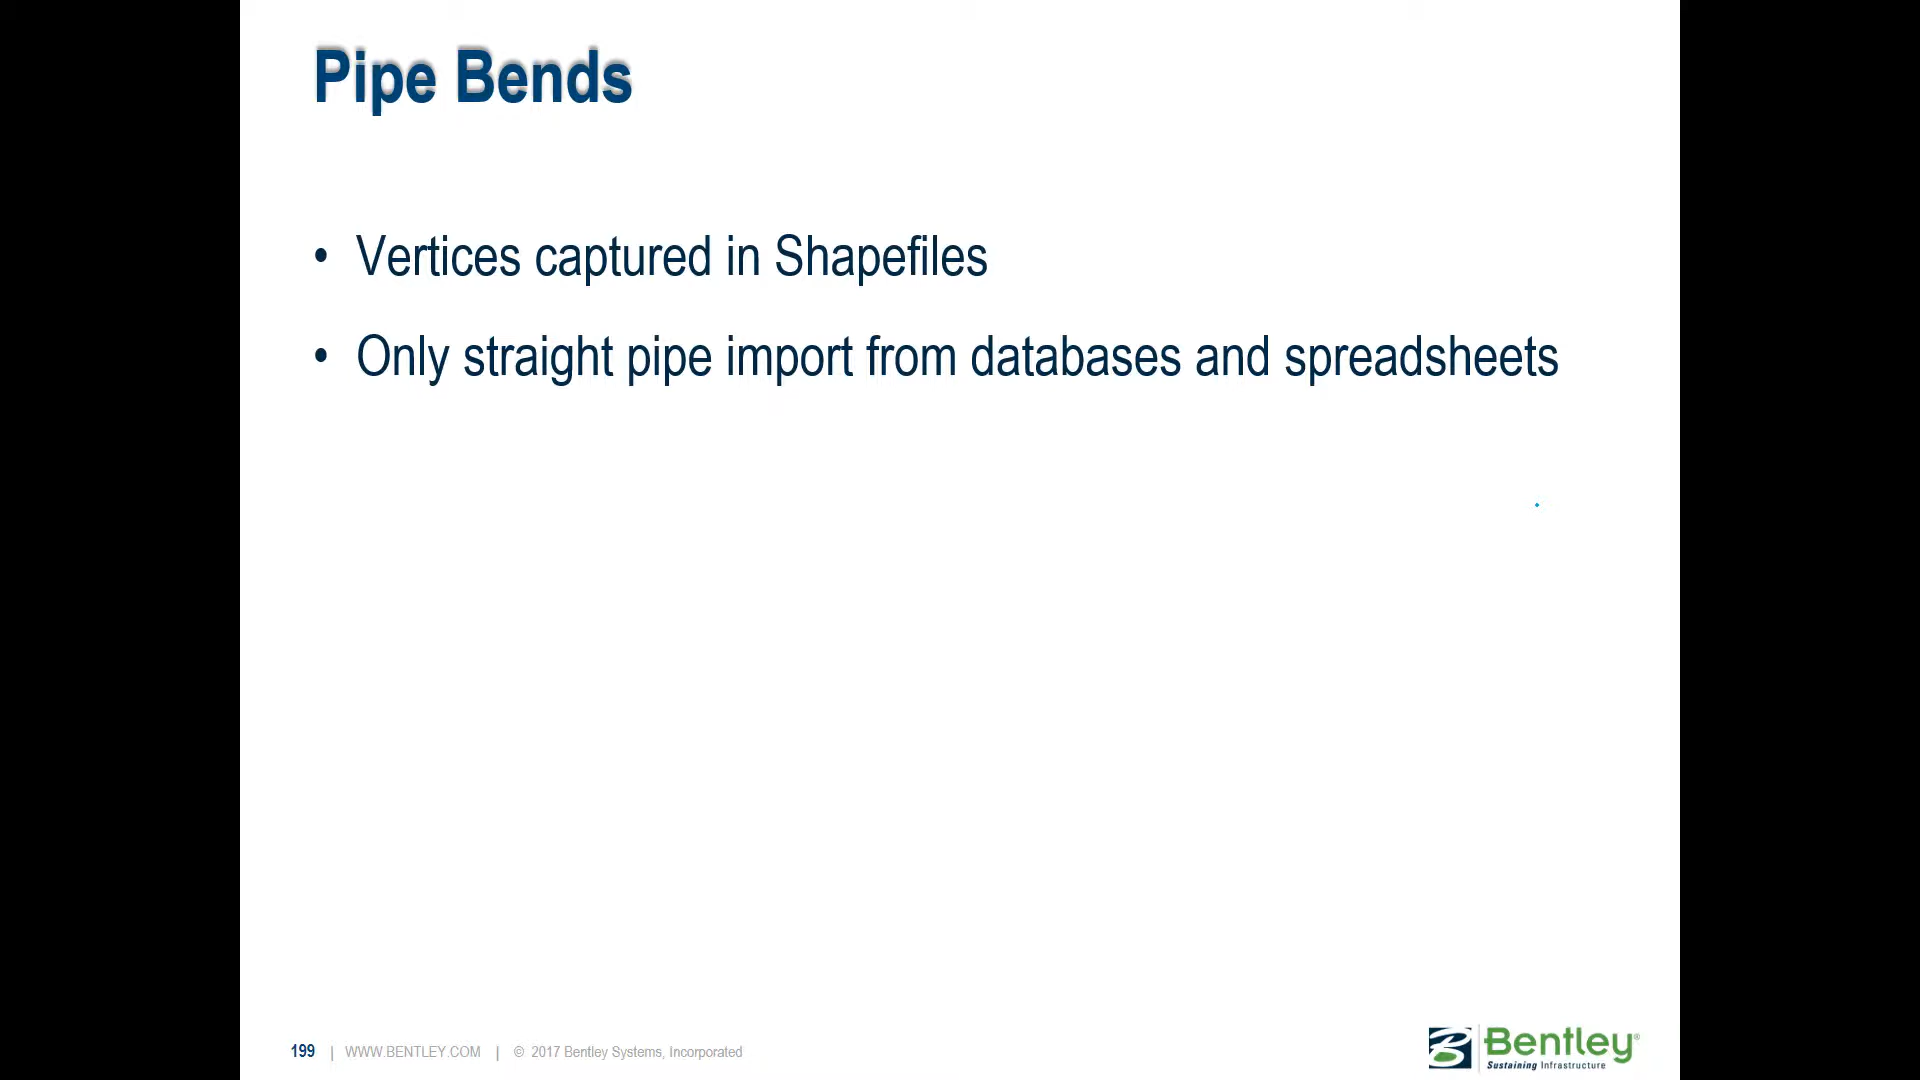 Pipe Bends
• Vertices captured in Shapefiles
• Only straight pipe import from databases and spreadsheets
199 | WWW.BENTLEY.COM | © 2017 Bentley Systems, Incorporated
Bentley®
Sustaining Infrastructure